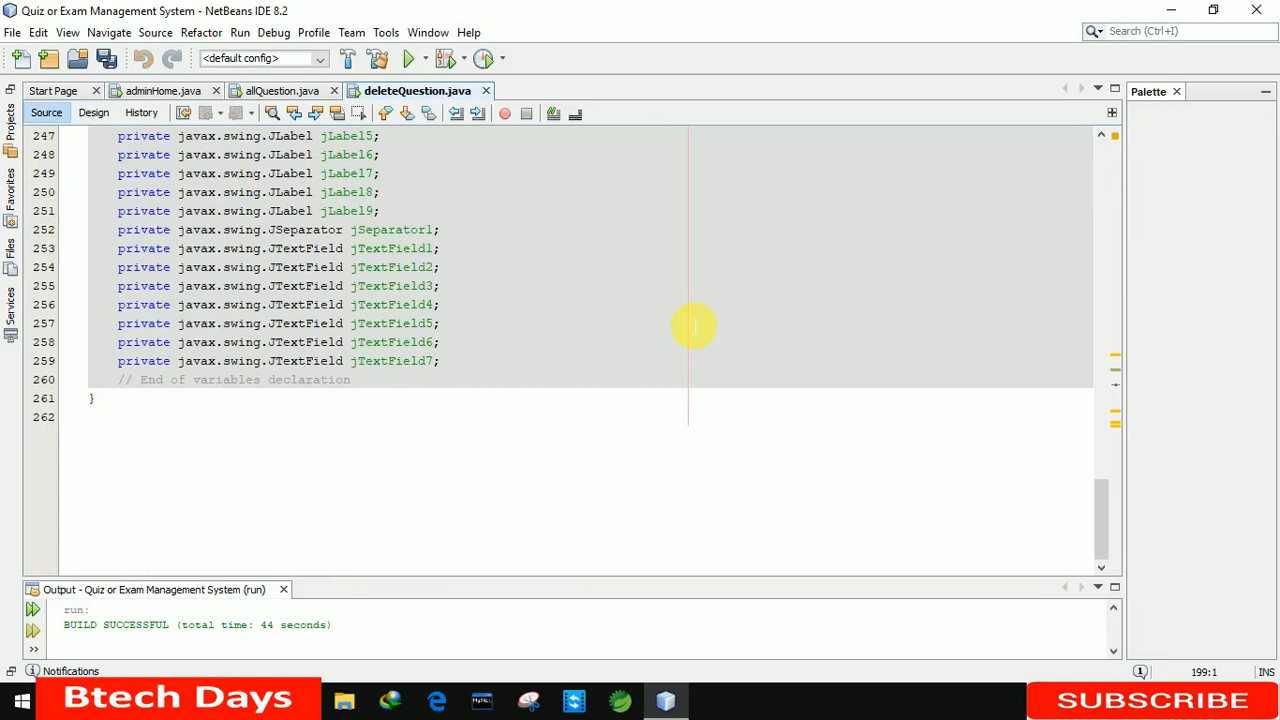 Quiz or Exam Management System - NetBeans IDE 8.2
File Edit View Navigate Source Refactor Run Debug Profile Team Tools Window Help
Search (Ctrl+I)
<default config>
Start Page adminHome.java allQuestion.java deleteQuestion.java
Palette
Source Design History
Projects
Favorites
Files
Services
247 private javax.swing.JLabel jLabel5;
248 private javax.swing.JLabel jLabel6;
249 private javax.swing.JLabel jLabel7;
250 private javax.swing.JLabel jLabel8;
251 private javax.swing.JLabel jLabel9;
252 private javax.swing.JSeparator jSeparator1;
253 private javax.swing.JTextField jTextField1;
254 private javax.swing.JTextField jTextField2;
255 private javax.swing.JTextField jTextField3;
256 private javax.swing.JTextField jTextField4;
257 private javax.swing.JTextField jTextField5;
258 private javax.swing.JTextField jTextField6;
259 private javax.swing.JTextField jTextField7;
260 // End of variables declaration
261 }
262
Output - Quiz or Exam Management System (run)
run:
BUILD SUCCESSFUL (total time: 44 seconds)
Notifications
199:1 INS
Btech Days
SUBSCRIBE